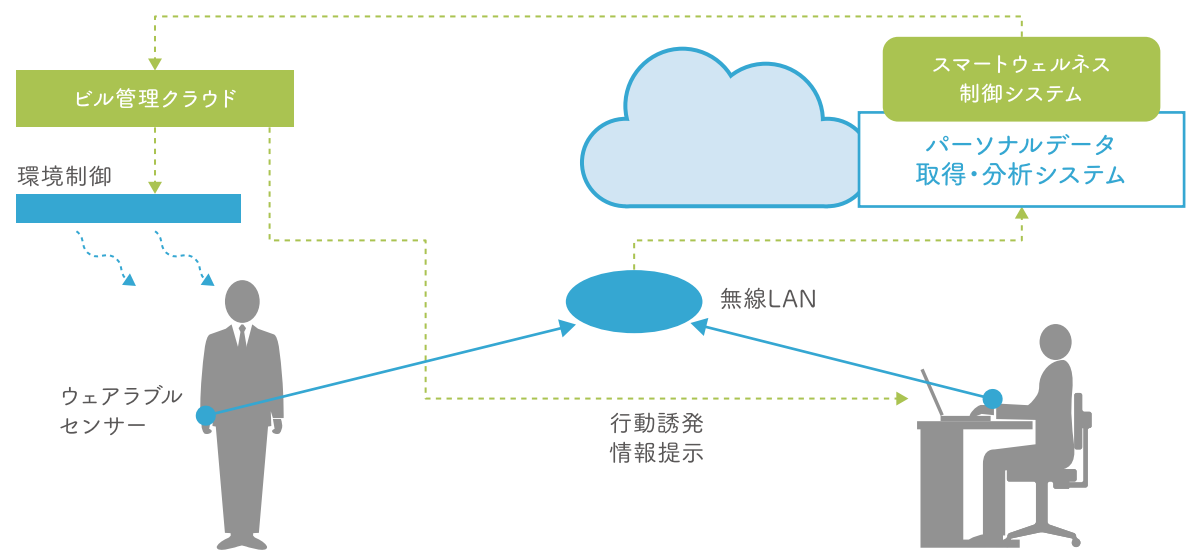 スマートウェルネス
制御システム
ビル管理クラウド
パーソナルデータ
取得・分析システム
環境制御
無線LAN
ウェアラブル
センサー
行動誘発
情報提示